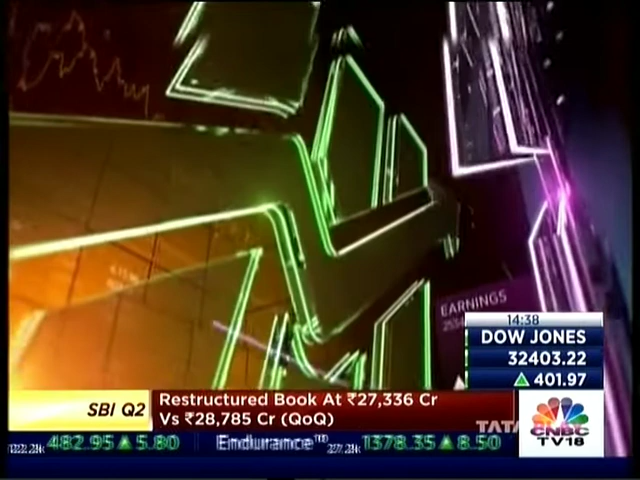 EARNINGS
14:38
DOW JONES
32403.22
▲ 401.97
SBI Q2
Restructured Book At ₹27,336 Cr
Vs ₹28,785 Cr (QoQ)
TATA
CNBC
TV18
482.95 ▲ 5.80 Endurance 1378.35 ▲ 8.50